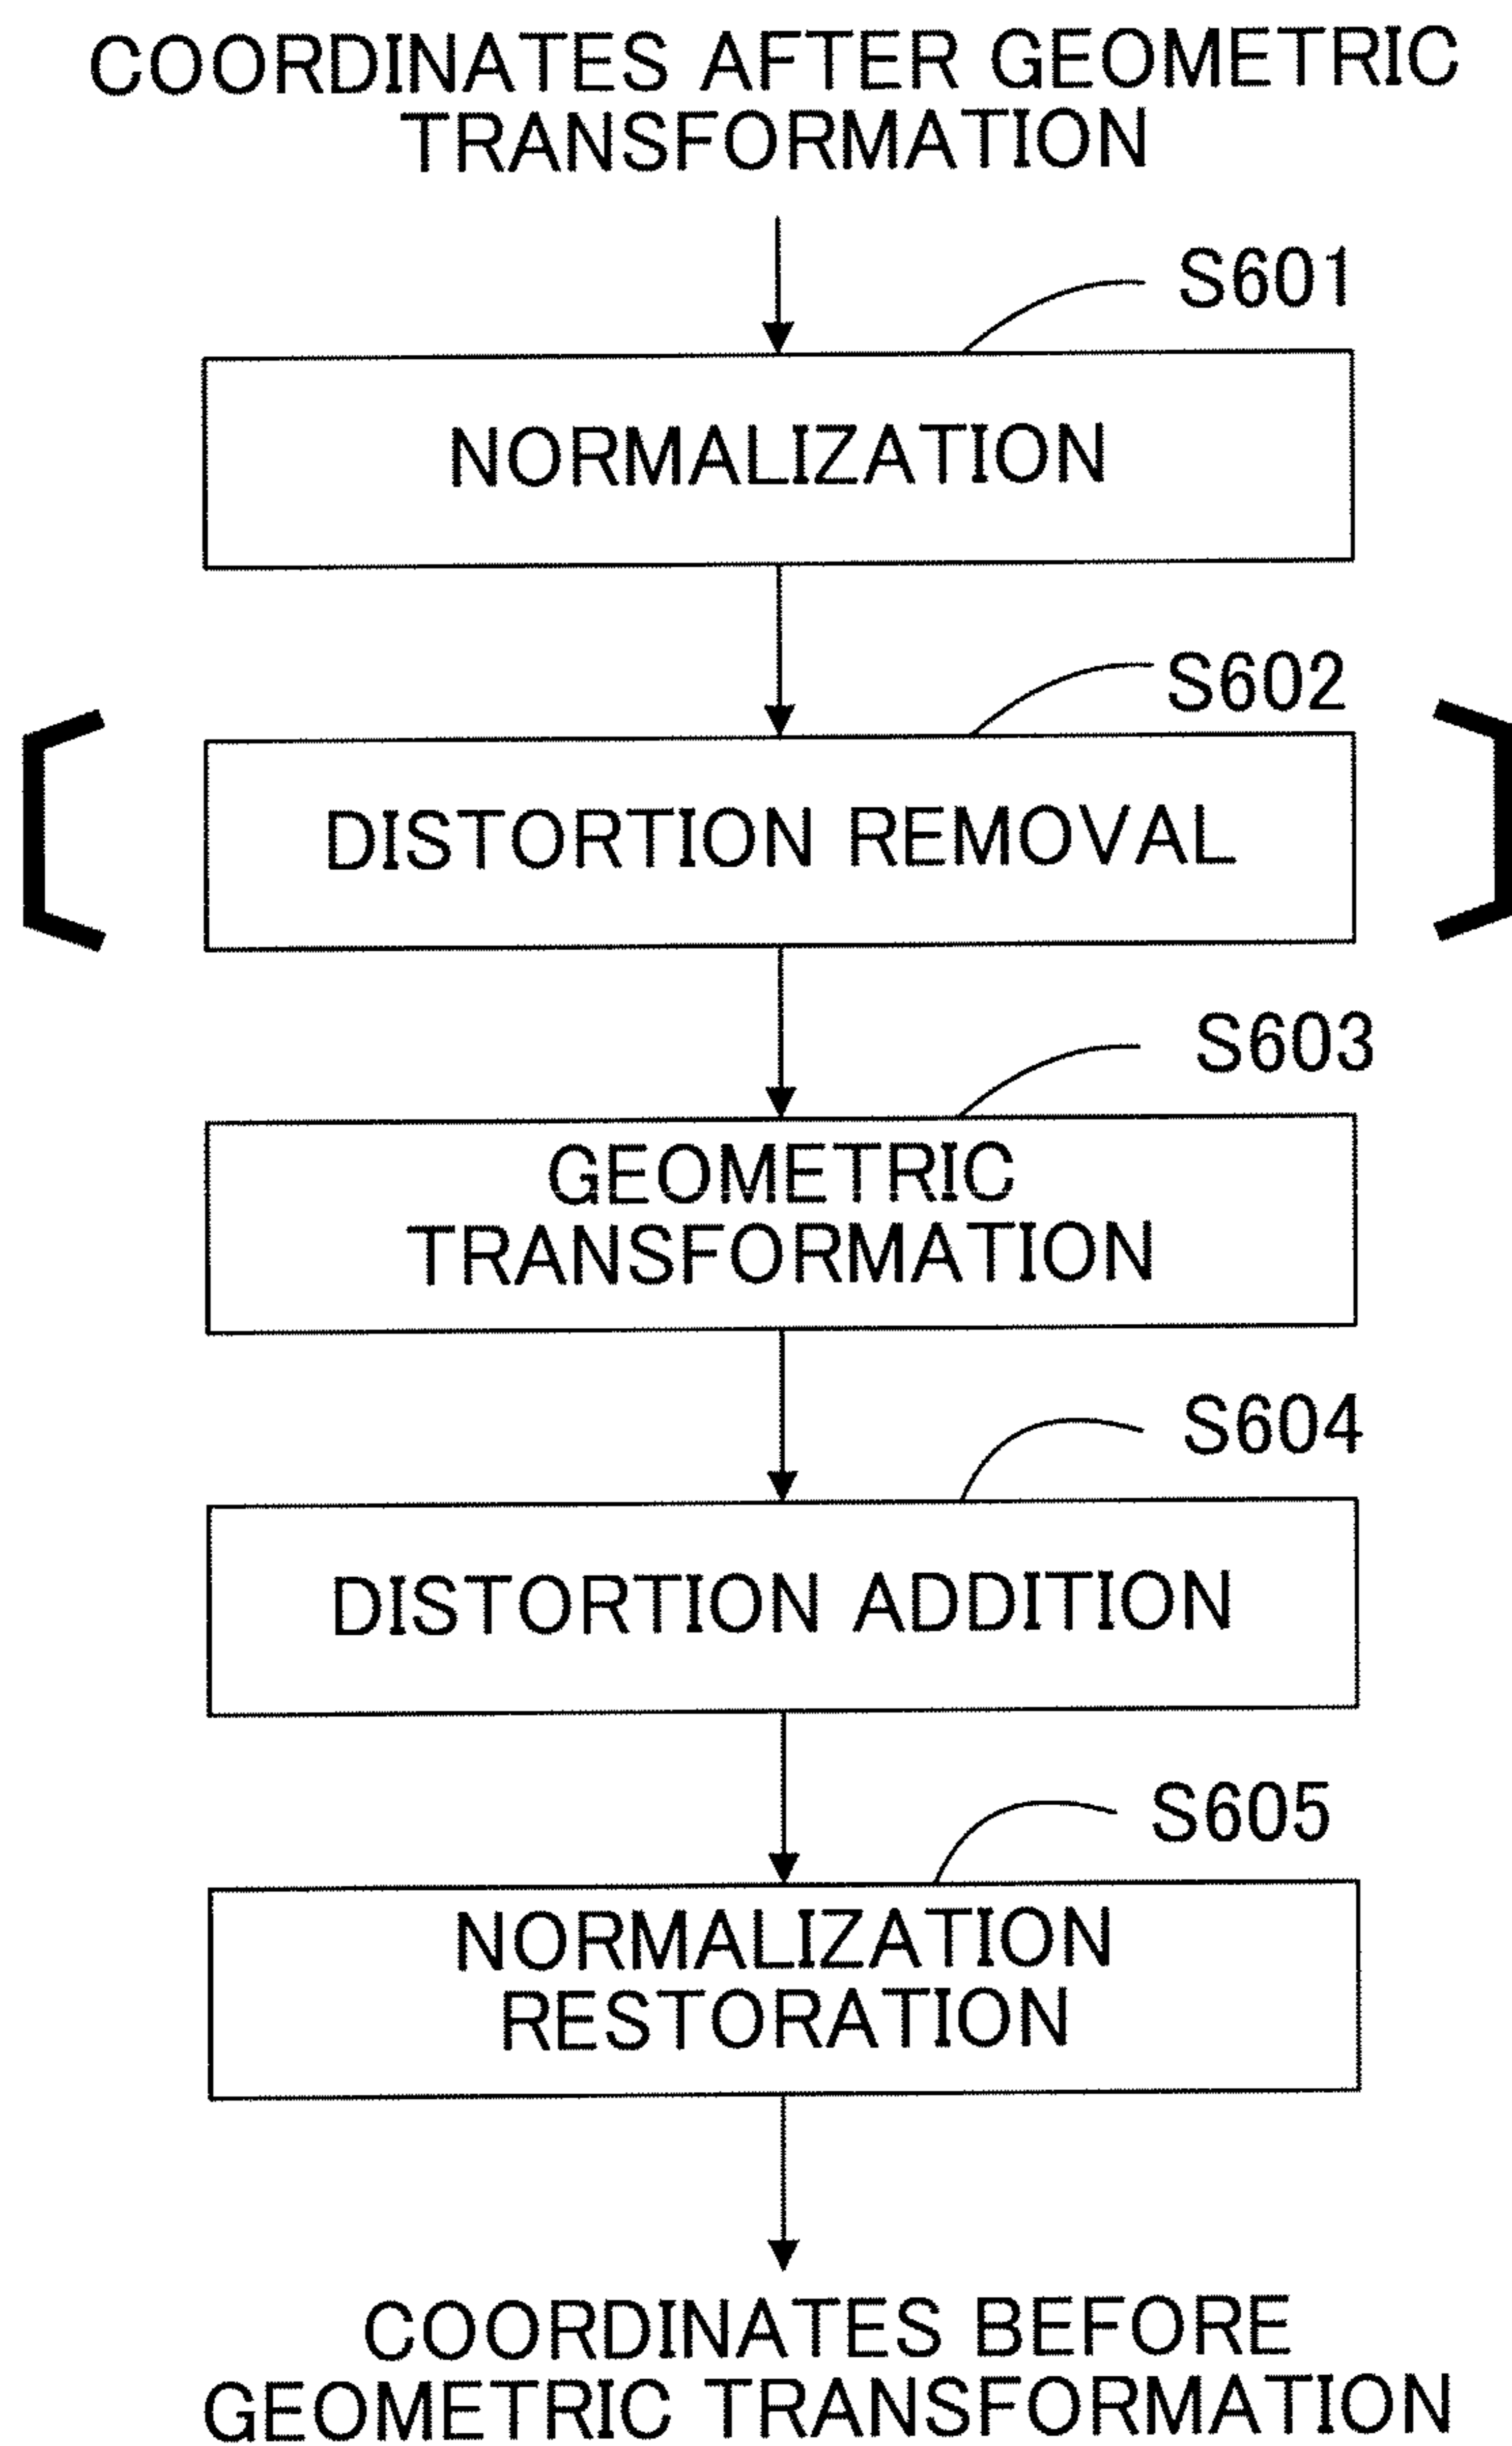 COORDINATES AFTER GEOMETRIC
TRANSFORMATION
S601
NORMALIZATION
S602
DISTORTION REMOVAL
S603
GEOMETRIC
TRANSFORMATION
S604
DISTORTION ADDITION
S605
NORMALIZATION
RESTORATION
COORDINATES BEFORE
GEOMETRIC TRANSFORMATION